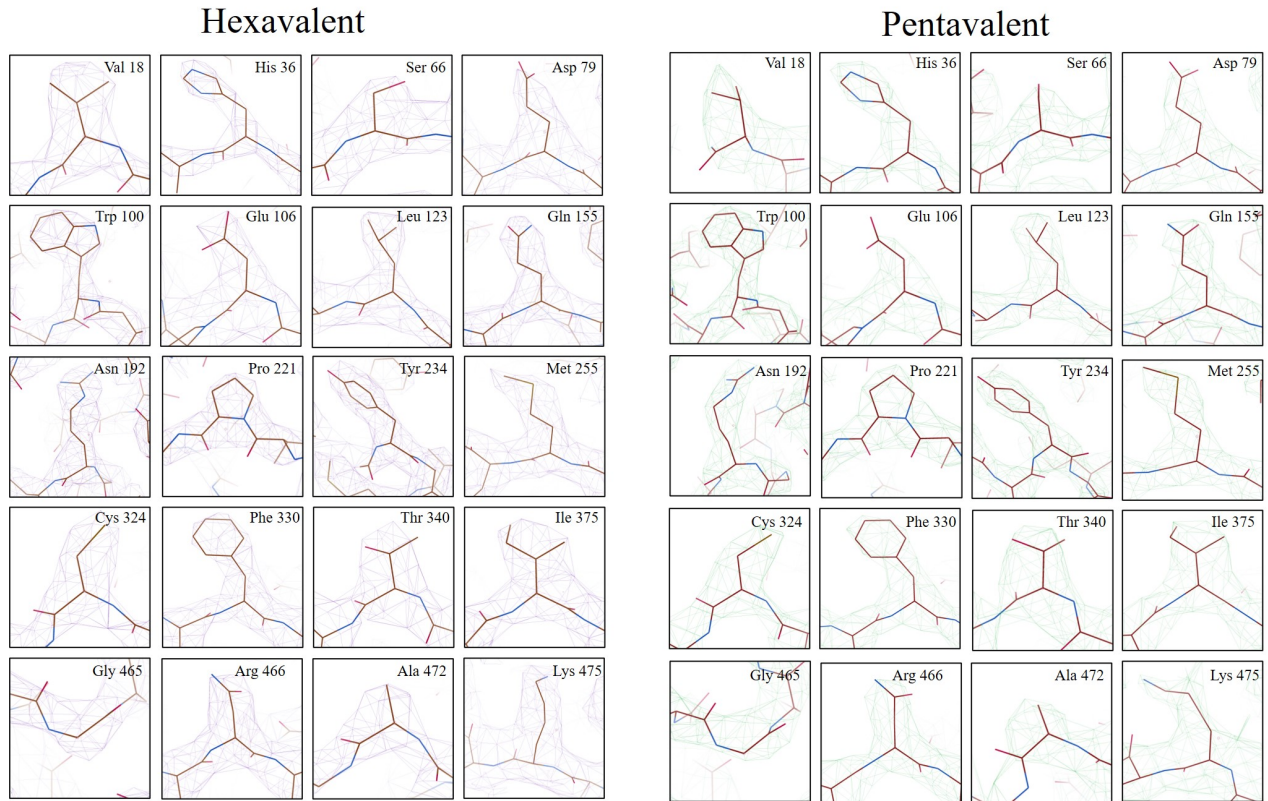 Hexavalent
Pentavalent
Val 18 His 36 Ser 66 Asp 79
Val 18 His 36 Ser 66 Asp 79
Trp 100 Glu 106 Leu 123 Gln 155
Trp 100 Glu 106 Leu 123 Gln 155
Asn 192 Pro 221 Tyr 234 Met 255
Asn 192 Pro 221 Tyr 234 Met 255
Cys 324 Phe 330 Thr 340 Ile 375
Cys 324 Phe 330 Thr 340 Ile 375
Gly 465 Arg 466 Ala 472 Lys 475
Gly 465 Arg 466 Ala 472 Lys 475